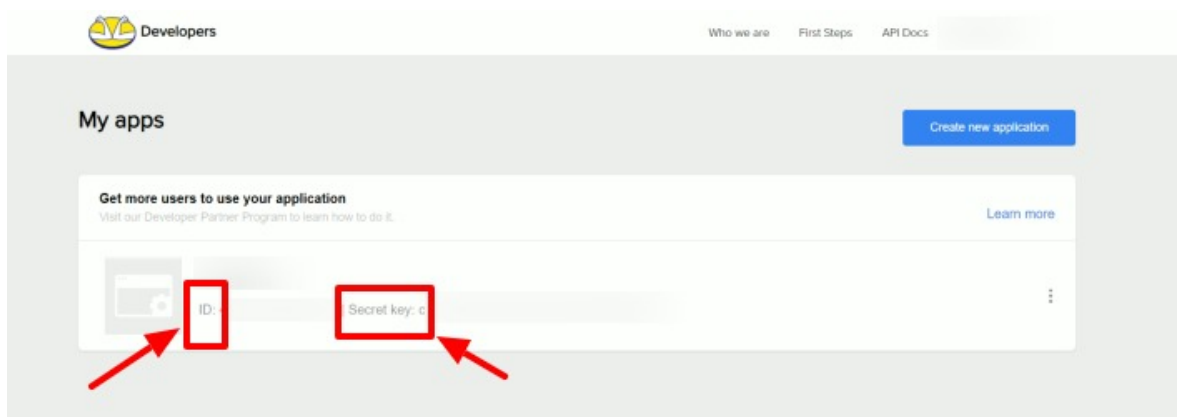 Developers
Who we are First Steps API Docs
My apps
Create new application
Get more users to use your application
Visit our Developer Partner Program to learn how to do it.
Learn more
ID:
Secret key: c